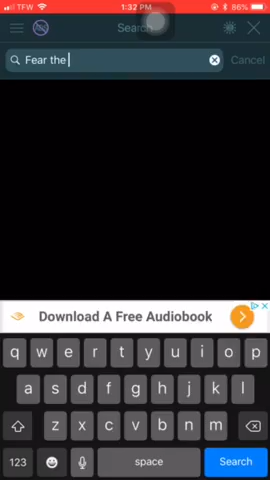 TFW 1:32 PM 86%
Search
Fear the Cancel
Download A Free Audiobook
q w e r t y u i o p
a s d f g h j k l
z x c v b n m
123 space Search